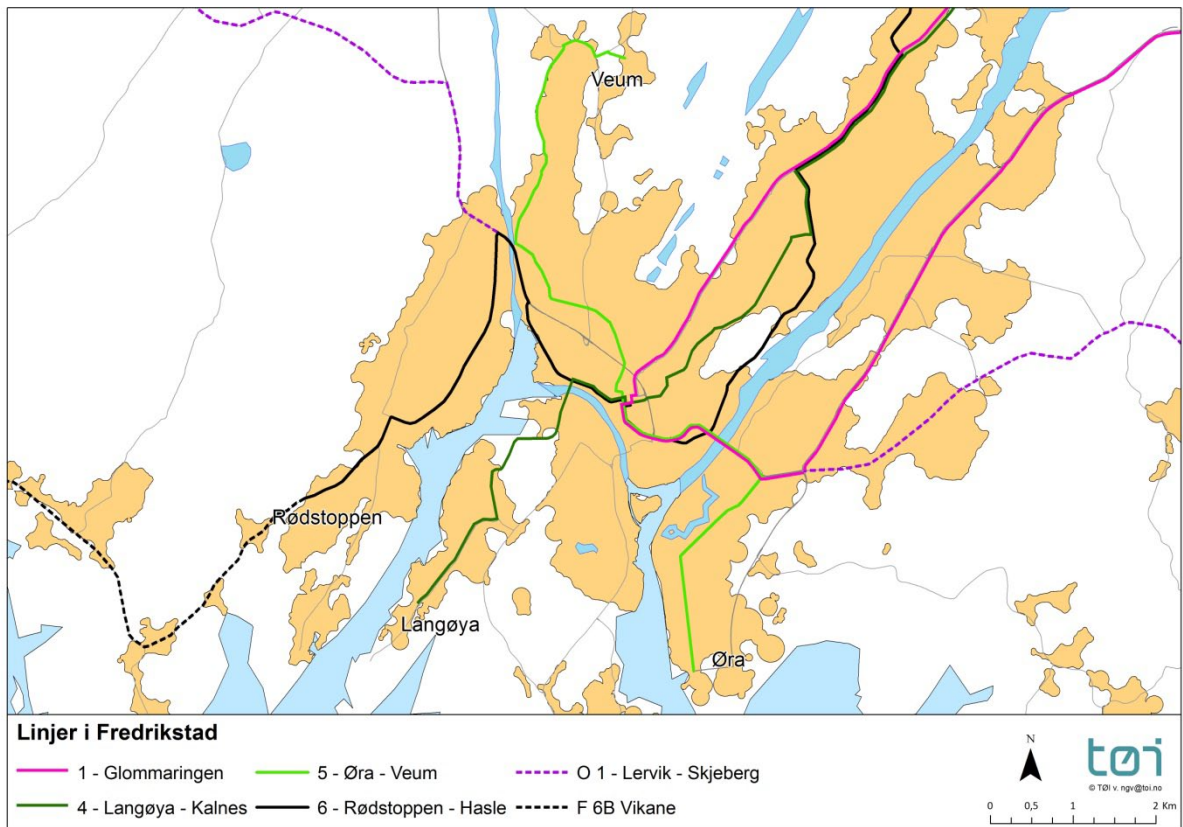 Veum
Rødstoppen
Langøya
Øra
Linjer i Fredrikstad
1 - Glommaringen
5 - Øra - Veum
O 1 - Lervik - Skjeberg
4 - Langøya - Kalnes
6 - Rødstoppen - Hasle
F 6B Vikane
N
tøi
© TØI v. ngv@toi.no
0 0,5 1 2 Km